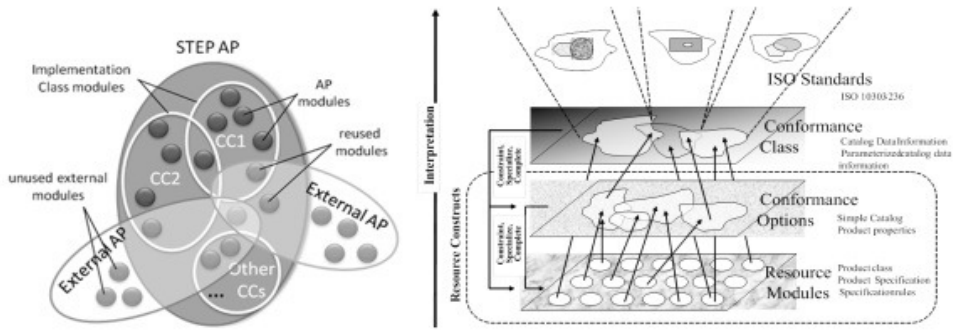 STEP AP
Implementation
Class modules
AP
modules
CC1
reused
modules
CC2
unused external
modules
External AP
External AP
Other
CCs
...
Interpretation
Resource Constructs
Constraint,
Specialize,
Complete
Constraint,
Specialize,
Complete
ISO Standards
ISO 10303-236
Conformance
Class
Catalog DataInformation
Parameterizedcatalog data
information
Conformance
Options
Simple Catalog
Product properties
Resource
Modules
Productclass
Product Specification
Specificationrules